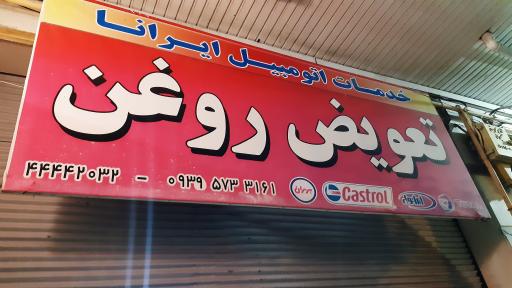 خدمات اتومبیل ایرانا
تعویض روغن
۴۴۴۴۲۰۳۲ - ۰۹۳۹ ۵۷۳ ۳۱۶۱
Castrol